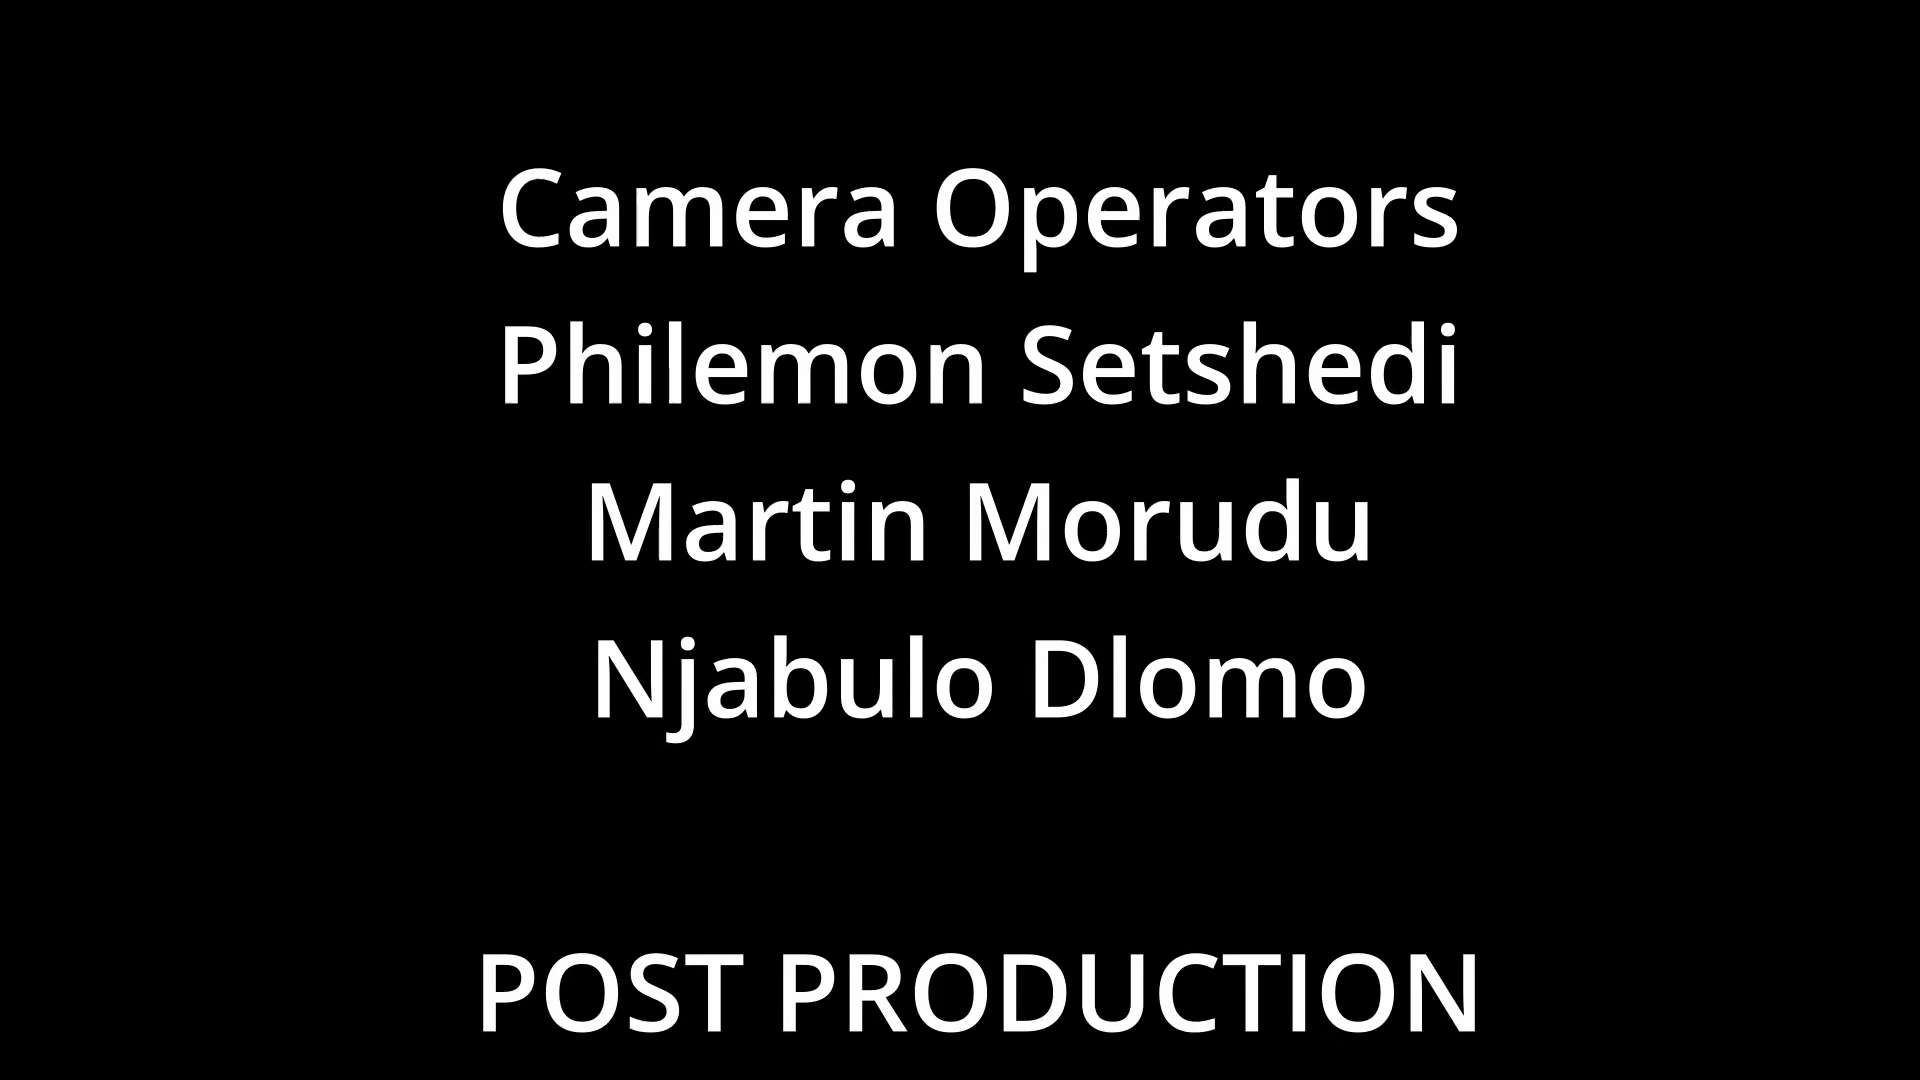 Camera Operators
Philemon Setshedi
Martin Morudu
Njabulo Dlomo
POST PRODUCTION